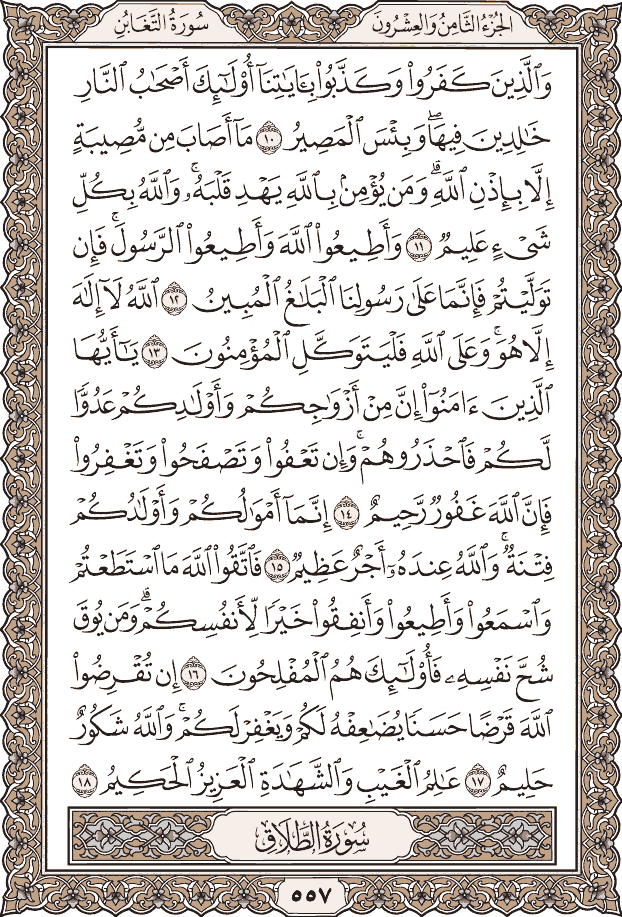 سُورَةُ التَّغَابُنِ
الجُزْءُ الثَّامِنُ وَالعِشْرُونَ
وَٱلَّذِينَ كَفَرُوا۟ وَكَذَّبُوا۟ بِـَٔايَٰتِنَآ أُو۟لَٰٓئِكَ أَصْحَٰبُ ٱلنَّارِ
خَٰلِدِينَ فِيهَا ۖ وَبِئْسَ ٱلْمَصِيرُ ١٠ مَآ أَصَابَ مِن مُّصِيبَةٍ
إِلَّا بِإِذْنِ ٱللَّهِ ۗ وَمَن يُؤْمِنۢ بِٱللَّهِ يَهْدِ قَلْبَهُۥ ۚ وَٱللَّهُ بِكُلِّ
شَىْءٍ عَلِيمٌ ١١ وَأَطِيعُوا۟ ٱللَّهَ وَأَطِيعُوا۟ ٱلرَّسُولَ ۚ فَإِن
تَوَلَّيْتُمْ فَإِنَّمَا عَلَىٰ رَسُولِنَا ٱلْبَلَٰغُ ٱلْمُبِينُ ١٢ ٱللَّهُ لَآ إِلَٰهَ
إِلَّا هُوَ ۚ وَعَلَى ٱللَّهِ فَلْيَتَوَكَّلِ ٱلْمُؤْمِنُونَ ١٣ يَٰٓأَيُّهَا
ٱلَّذِينَ ءَامَنُوٓا۟ إِنَّ مِنْ أَزْوَٰجِكُمْ وَأَوْلَٰدِكُمْ عَدُوًّا
لَّكُمْ فَٱحْذَرُوهُمْ ۚ وَإِن تَعْفُوا۟ وَتَصْفَحُوا۟ وَتَغْفِرُوا۟
فَإِنَّ ٱللَّهَ غَفُورٌ رَّحِيمٌ ١٤ إِنَّمَآ أَمْوَٰلُكُمْ وَأَوْلَٰدُكُمْ
فِتْنَةٌ ۚ وَٱللَّهُ عِندَهُۥٓ أَجْرٌ عَظِيمٌ ١٥ فَٱتَّقُوا۟ ٱللَّهَ مَا ٱسْتَطَعْتُمْ
وَٱسْمَعُوا۟ وَأَطِيعُوا۟ وَأَنفِقُوا۟ خَيْرًا لِّأَنفُسِكُمْ ۗ وَمَن يُوقَ
شُحَّ نَفْسِهِۦ فَأُو۟لَٰٓئِكَ هُمُ ٱلْمُفْلِحُونَ ١٦ إِن تُقْرِضُوا۟
ٱللَّهَ قَرْضًا حَسَنًا يُضَٰعِفْهُ لَكُمْ وَيَغْفِرْ لَكُمْ ۚ وَٱللَّهُ شَكُورٌ
حَلِيمٌ ١٧ عَٰلِمُ ٱلْغَيْبِ وَٱلشَّهَٰدَةِ ٱلْعَزِيزُ ٱلْحَكِيمُ ١٨
سُورَةُ الطَّلَاقِ
٥٥٧